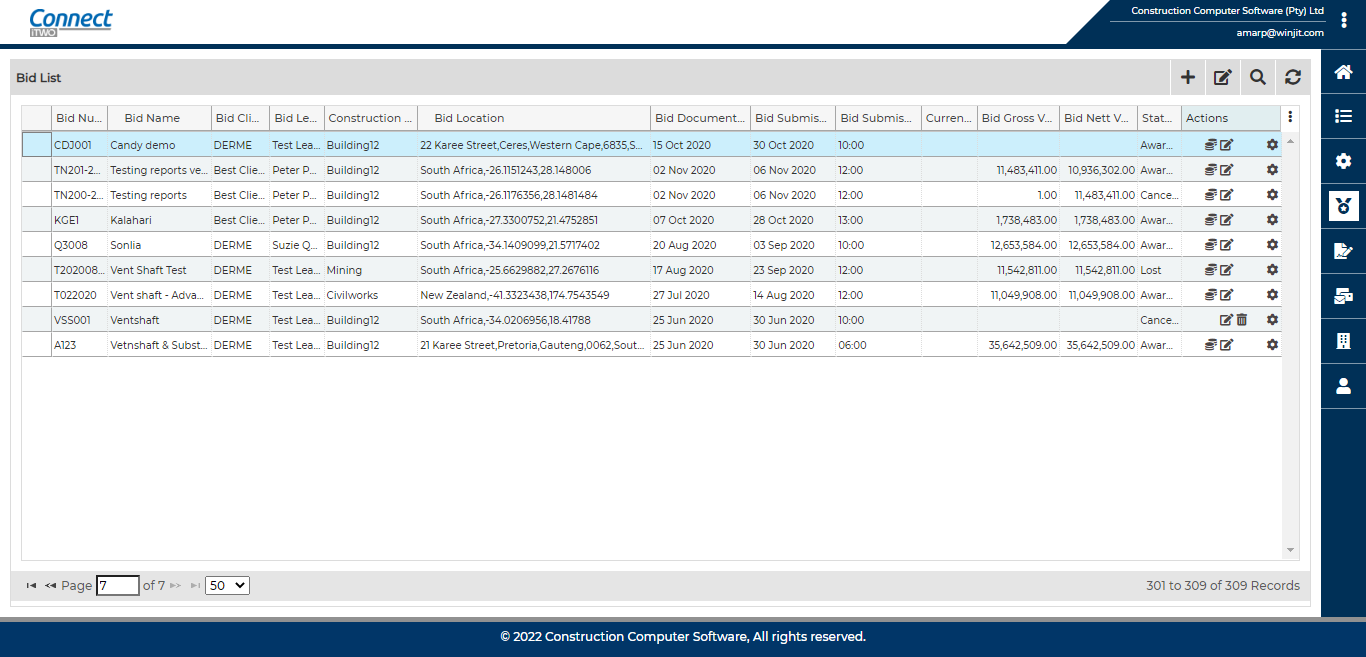 Connect
iTWO
Construction Computer Software (Pty) Ltd
amarp@winjit.com
Bid List
Bid Nu... Bid Name Bid Cli... Bid Le... Construction ... Bid Location Bid Document... Bid Submis... Bid Submis... Curren... Bid Gross V... Bid Nett V... Stat... Actions
CDJ001 Candy demo DERME Test Lea... Building12 22 Karee Street,Ceres,Western Cape,6835,S... 15 Oct 2020 30 Oct 2020 10:00 Awar...
TN201-2... Testing reports ve... Best Clie... Peter P... Building12 South Africa,-26.1151243,28.148006 02 Nov 2020 06 Nov 2020 12:00 11,483,411.00 10,936,302.00 Awar...
TN200-2... Testing reports Best Clie... Peter P... Building12 South Africa,-26.1176356,28.1481484 02 Nov 2020 06 Nov 2020 12:00 1.00 11,483,411.00 Cance...
KGE1 Kalahari Best Clie... Peter P... Building12 South Africa,-27.3300752,21.4752851 07 Oct 2020 28 Oct 2020 13:00 1,738,483.00 1,738,483.00 Awar...
Q3008 Sonlia DERME Suzie Q... Building12 South Africa,-34.1409099,21.5717402 20 Aug 2020 03 Sep 2020 10:00 12,653,584.00 12,653,584.00 Awar...
T202008... Vent Shaft Test DERME Test Lea... Mining South Africa,-25.6629882,27.2676116 17 Aug 2020 23 Sep 2020 12:00 11,542,811.00 11,542,811.00 Lost
T022020 Vent shaft - Adva... DERME Test Lea... Civilworks New Zealand,-41.3323438,174.7543549 27 Jul 2020 14 Aug 2020 12:00 11,049,908.00 11,049,908.00 Awar...
VSS001 Ventshaft DERME Test Lea... Building12 South Africa,-34.0206956,18.41788 25 Jun 2020 30 Jun 2020 10:00 Cance...
A123 Vetnshaft & Subst... DERME Test Lea... Building12 21 Karee Street,Pretoria,Gauteng,0062,Sout... 25 Jun 2020 30 Jun 2020 06:00 35,642,509.00 35,642,509.00 Awar...
Page 7 of 7 50 301 to 309 of 309 Records
© 2022 Construction Computer Software, All rights reserved.